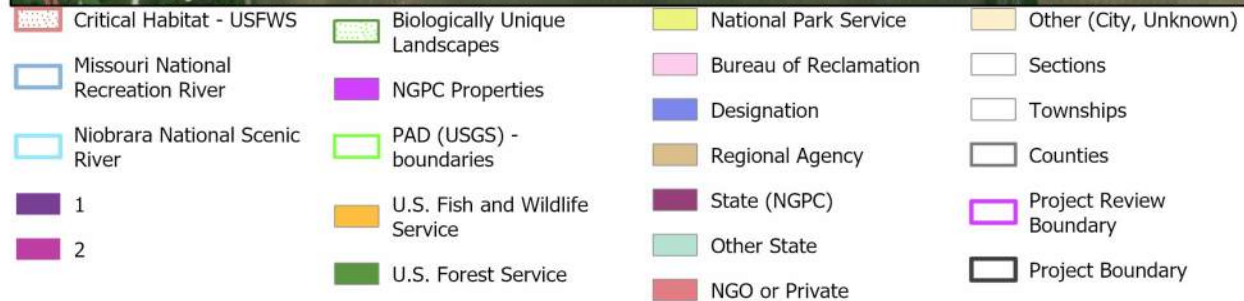 Critical Habitat - USFWS
Missouri National
Recreation River
Niobrara National Scenic
River
1
2
Biologically Unique
Landscapes
NGPC Properties
PAD (USGS) -
boundaries
U.S. Fish and Wildlife
Service
U.S. Forest Service
National Park Service
Bureau of Reclamation
Designation
Regional Agency
State (NGPC)
Other State
NGO or Private
Other (City, Unknown)
Sections
Townships
Counties
Project Review
Boundary
Project Boundary